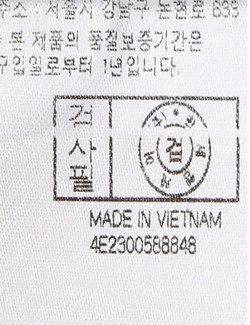 주소 : 서울시 강남구 논현로 633
본 제품의 품질보증기간은
구입일로부터 1년입니다.
검사필
검
MADE IN VIETNAM
4E2300588848